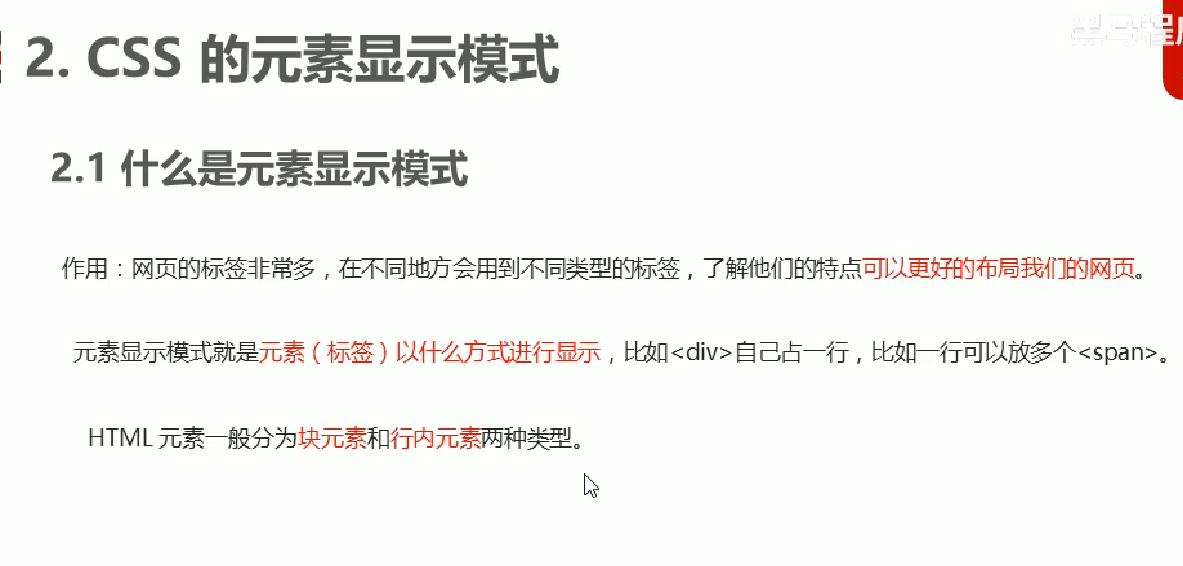 黑马程序
2. CSS 的元素显示模式
2.1 什么是元素显示模式
作用：网页的标签非常多，在不同地方会用到不同类型的标签，了解他们的特点可以更好的布局我们的网页。
元素显示模式就是元素（标签）以什么方式进行显示，比如<div>自己占一行，比如一行可以放多个<span>。
HTML 元素一般分为块元素和行内元素两种类型。